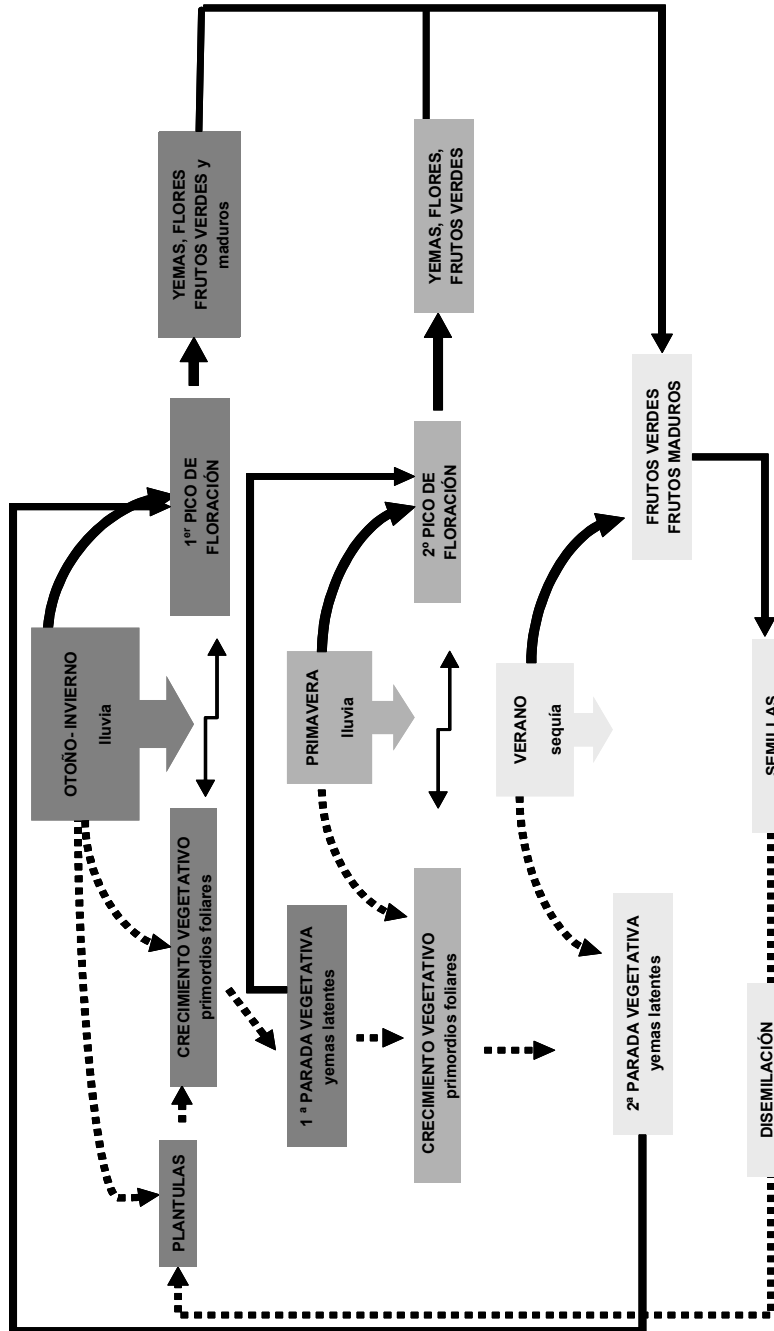 PLANTULAS
CRECIMIENTO VEGETATIVO
primordios foliares
OTOÑO- INVIERNO
lluvia
1er PICO DE
FLORACIÓN
YEMAS, FLORES
FRUTOS VERDES y
maduros
1 ª PARADA VEGETATIVA
yemas latentes
PRIMAVERA
lluvia
CRECIMIENTO VEGETATIVO
primordios foliares
2º PICO DE
FLORACIÓN
YEMAS, FLORES,
FRUTOS VERDES
VERANO
sequía
2ª PARADA VEGETATIVA
yemas latentes
FRUTOS VERDES
FRUTOS MADUROS
DISEMILACIÓN
SEMILLAS